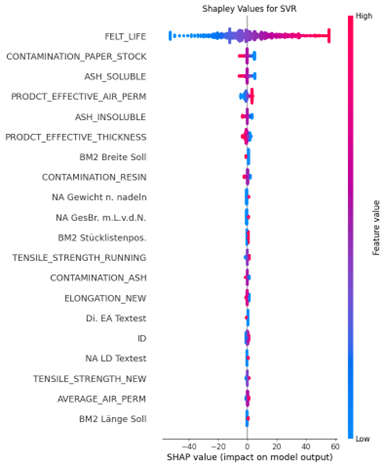 Shapley Values for SVR
High
FELT_LIFE
CONTAMINATION_PAPER_STOCK
ASH_SOLUBLE
PRODCT_EFFECTIVE_AIR_PERM
ASH_INSOLUBLE
PRODCT_EFFECTIVE_THICKNESS
BM2 Breite Soll
CONTAMINATION_RESIN
NA Gewicht n. nadeln
NA GesBr. m.L.v.d.N.
BM2 Stücklistenpos.
TENSILE_STRENGTH_RUNNING
CONTAMINATION_ASH
ELONGATION_NEW
Di. EA Textest
ID
NA LD Textest
TENSILE_STRENGTH_NEW
AVERAGE_AIR_PERM
BM2 Länge Soll
Feature value
Low
−40 −20 0 20 40 60
SHAP value (impact on model output)